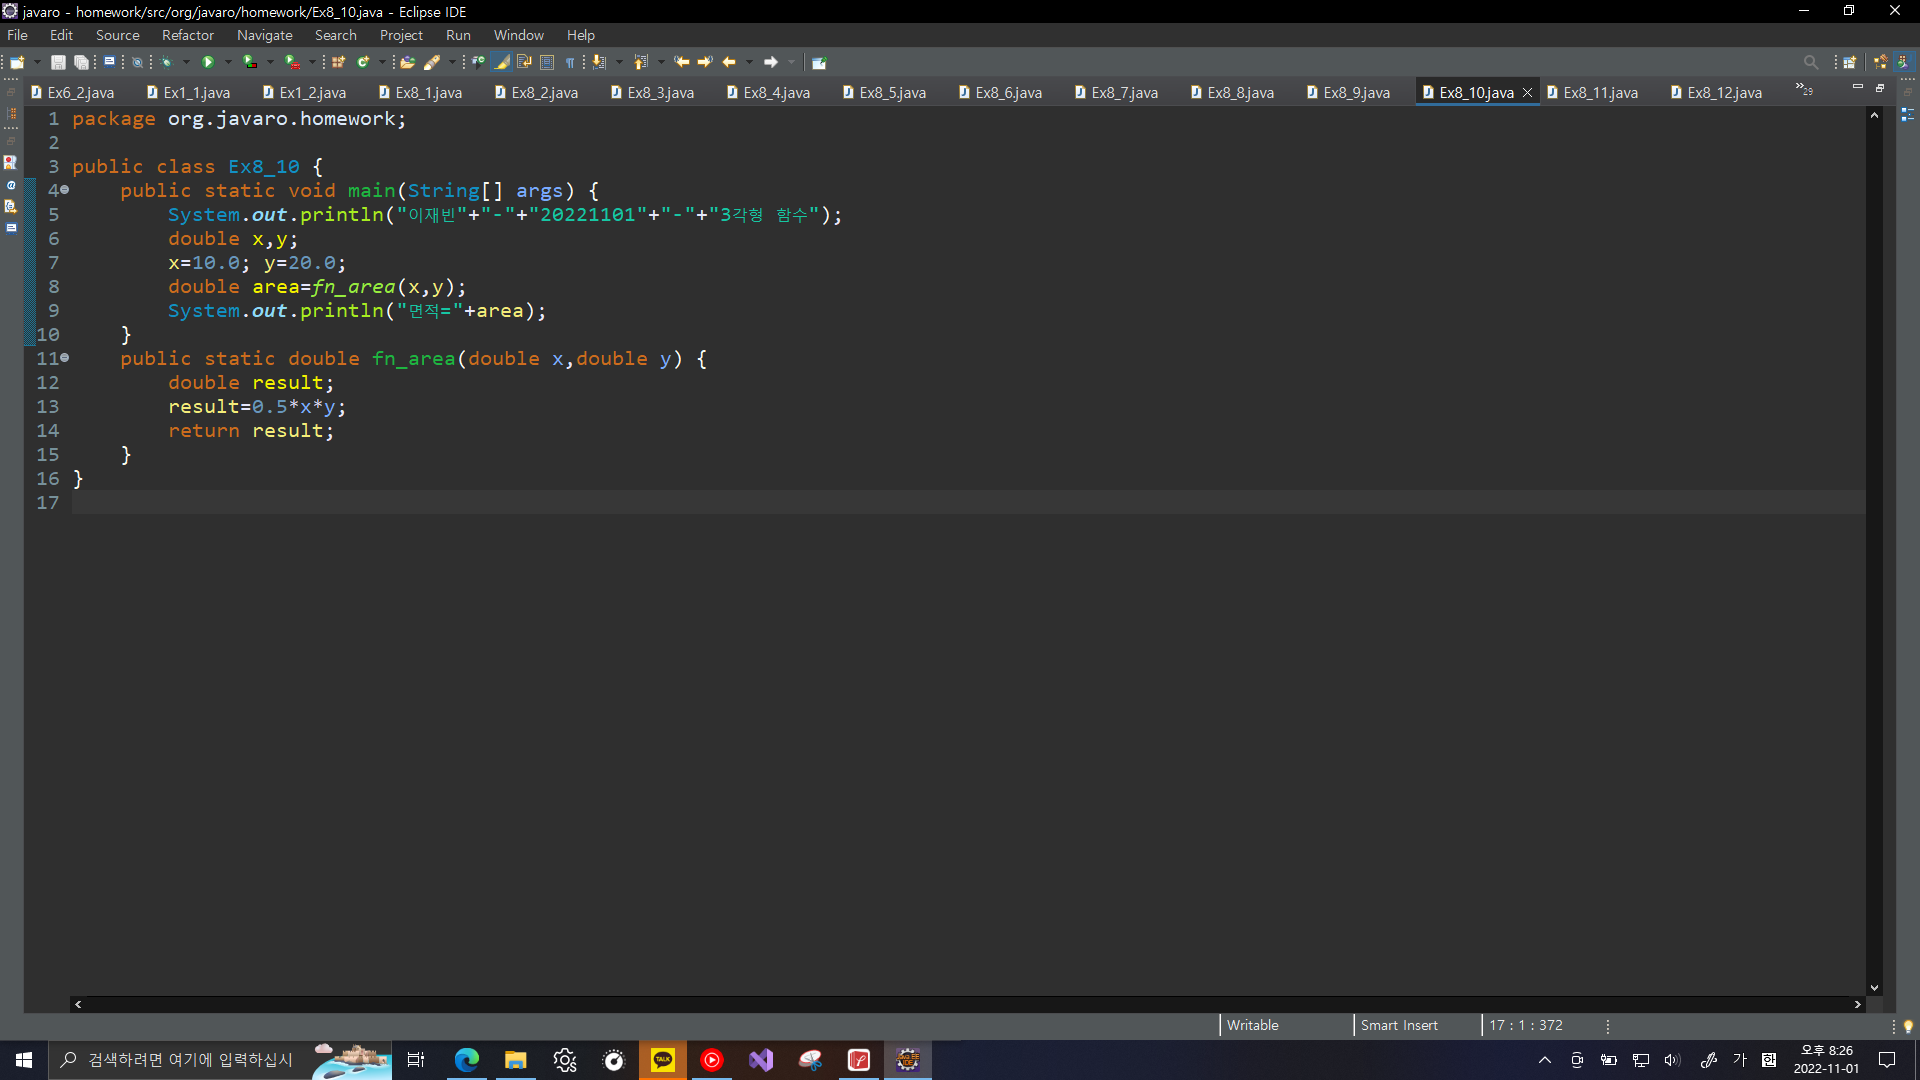 javaro - homework/src/org/javaro/homework/Ex8_10.java - Eclipse IDE
File Edit Source Refactor Navigate Search Project Run Window Help
Ex6_2.java Ex1_1.java Ex1_2.java Ex8_1.java Ex8_2.java Ex8_3.java Ex8_4.java Ex8_5.java Ex8_6.java Ex8_7.java Ex8_8.java Ex8_9.java Ex8_10.java Ex8_11.java Ex8_12.java »29
1 package org.javaro.homework;
2
3 public class Ex8_10 {
4 public static void main(String[] args) {
5 System.out.println("이재빈"+"-"+"20221101"+"-"+"3각형 함수");
6 double x,y;
7 x=10.0; y=20.0;
8 double area=fn_area(x,y);
9 System.out.println("면적="+area);
10 }
11 public static double fn_area(double x,double y) {
12 double result;
13 result=0.5*x*y;
14 return result;
15 }
16 }
17
Writable Smart Insert 17 : 1 : 372
검색하려면 여기에 입력하십시
TALK
가 한
오후 8:26
2022-11-01